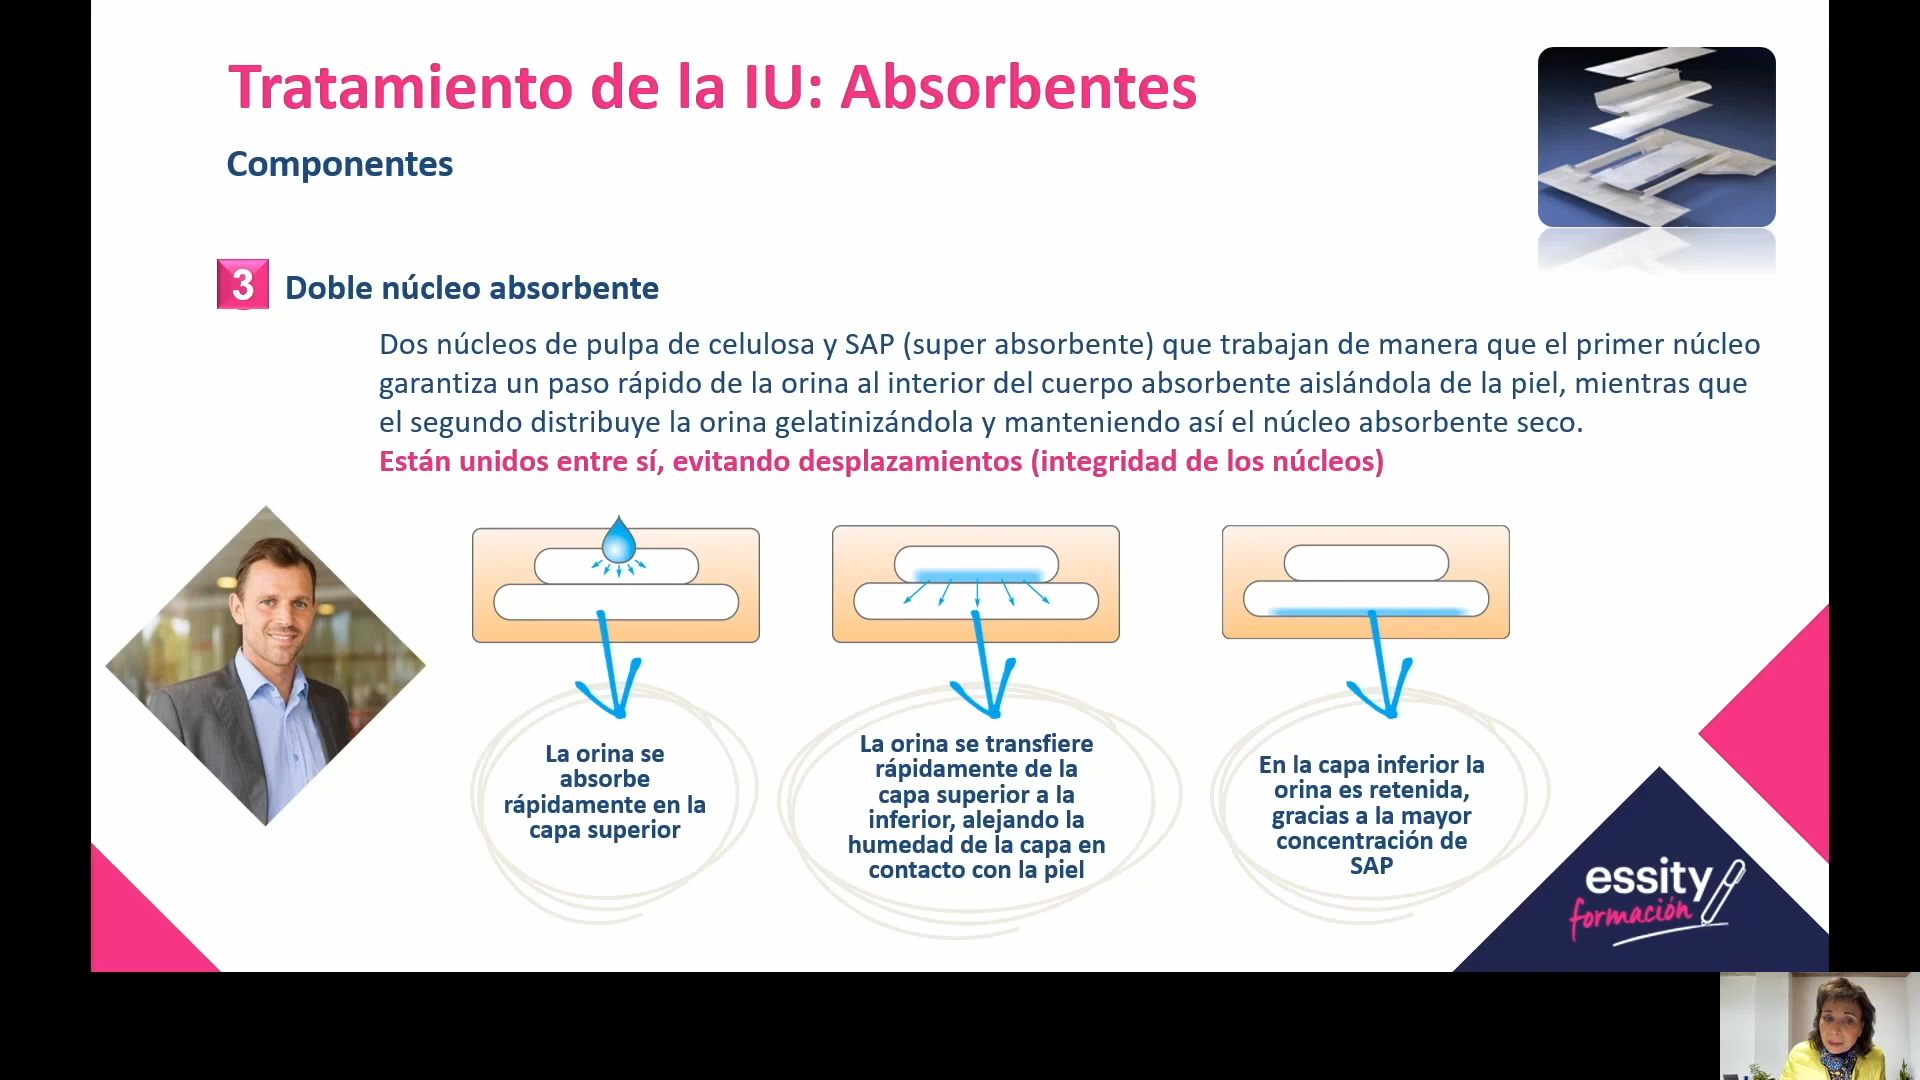 Tratamiento de la IU: Absorbentes
Componentes
3 Doble núcleo absorbente
Dos núcleos de pulpa de celulosa y SAP (super absorbente) que trabajan de manera que el primer núcleo
garantiza un paso rápido de la orina al interior del cuerpo absorbente aislándola de la piel, mientras que
el segundo distribuye la orina gelatinizándola y manteniendo así el núcleo absorbente seco.
Están unidos entre sí, evitando desplazamientos (integridad de los núcleos)
La orina se
absorbe
rápidamente en la
capa superior
La orina se transfiere
rápidamente de la
capa superior a la
inferior, alejando la
humedad de la capa en
contacto con la piel
En la capa inferior la
orina es retenida,
gracias a la mayor
concentración de
SAP
essity
formación